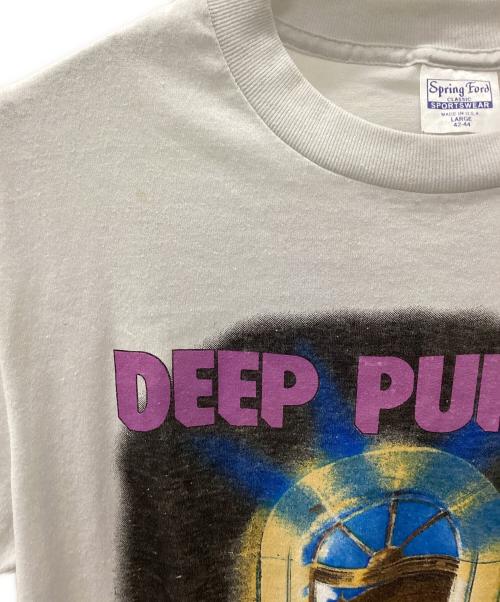 Spring Ford
CLASSIC
SPORTSWEAR
MADE IN U.S.A.
LARGE
42-44
DEEP PU